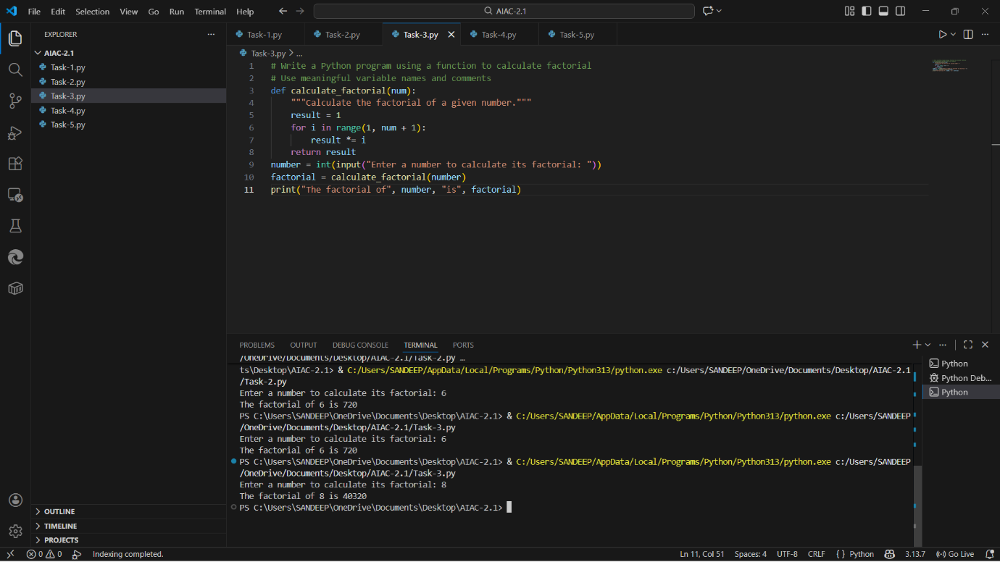 File Edit Selection View Go Run Terminal Help
AIAC-2.1
EXPLORER
AIAC-2.1
Task-1.py
Task-2.py
Task-3.py
Task-4.py
Task-5.py
OUTLINE
TIMELINE
PROJECTS
Task-1.py Task-2.py Task-3.py Task-4.py Task-5.py
Task-3.py > ...
1 # Write a Python program using a function to calculate factorial
2 # Use meaningful variable names and comments
3 def calculate_factorial(num):
4     """Calculate the factorial of a given number."""
5     result = 1
6     for i in range(1, num + 1):
7         result *= i
8     return result
9 number = int(input("Enter a number to calculate its factorial: "))
10 factorial = calculate_factorial(number)
11 print("The factorial of", number, "is", factorial)
PROBLEMS OUTPUT DEBUG CONSOLE TERMINAL PORTS
/OneDrive/Documents/Desktop/AIAC-2.1/Task-2.py …
ts\Desktop\AIAC-2.1> & C:/Users/SANDEEP/AppData/Local/Programs/Python/Python313/python.exe c:/Users/SANDEEP/OneDrive/Documents/Desktop/AIAC-2.1
/Task-2.py
Enter a number to calculate its factorial: 6
The factorial of 6 is 720
PS C:\Users\SANDEEP\OneDrive\Documents\Desktop\AIAC-2.1> & C:/Users/SANDEEP/AppData/Local/Programs/Python/Python313/python.exe c:/Users/SANDEEP
/OneDrive/Documents/Desktop/AIAC-2.1/Task-3.py
Enter a number to calculate its factorial: 6
The factorial of 6 is 720
PS C:\Users\SANDEEP\OneDrive\Documents\Desktop\AIAC-2.1> & C:/Users/SANDEEP/AppData/Local/Programs/Python/Python313/python.exe c:/Users/SANDEEP
/OneDrive/Documents/Desktop/AIAC-2.1/Task-3.py
Enter a number to calculate its factorial: 8
The factorial of 8 is 40320
PS C:\Users\SANDEEP\OneDrive\Documents\Desktop\AIAC-2.1>
Python
Python Deb...
Python
0 0 Indexing completed. Ln 11, Col 51 Spaces: 4 UTF-8 CRLF { } Python 3.13.7 Go Live